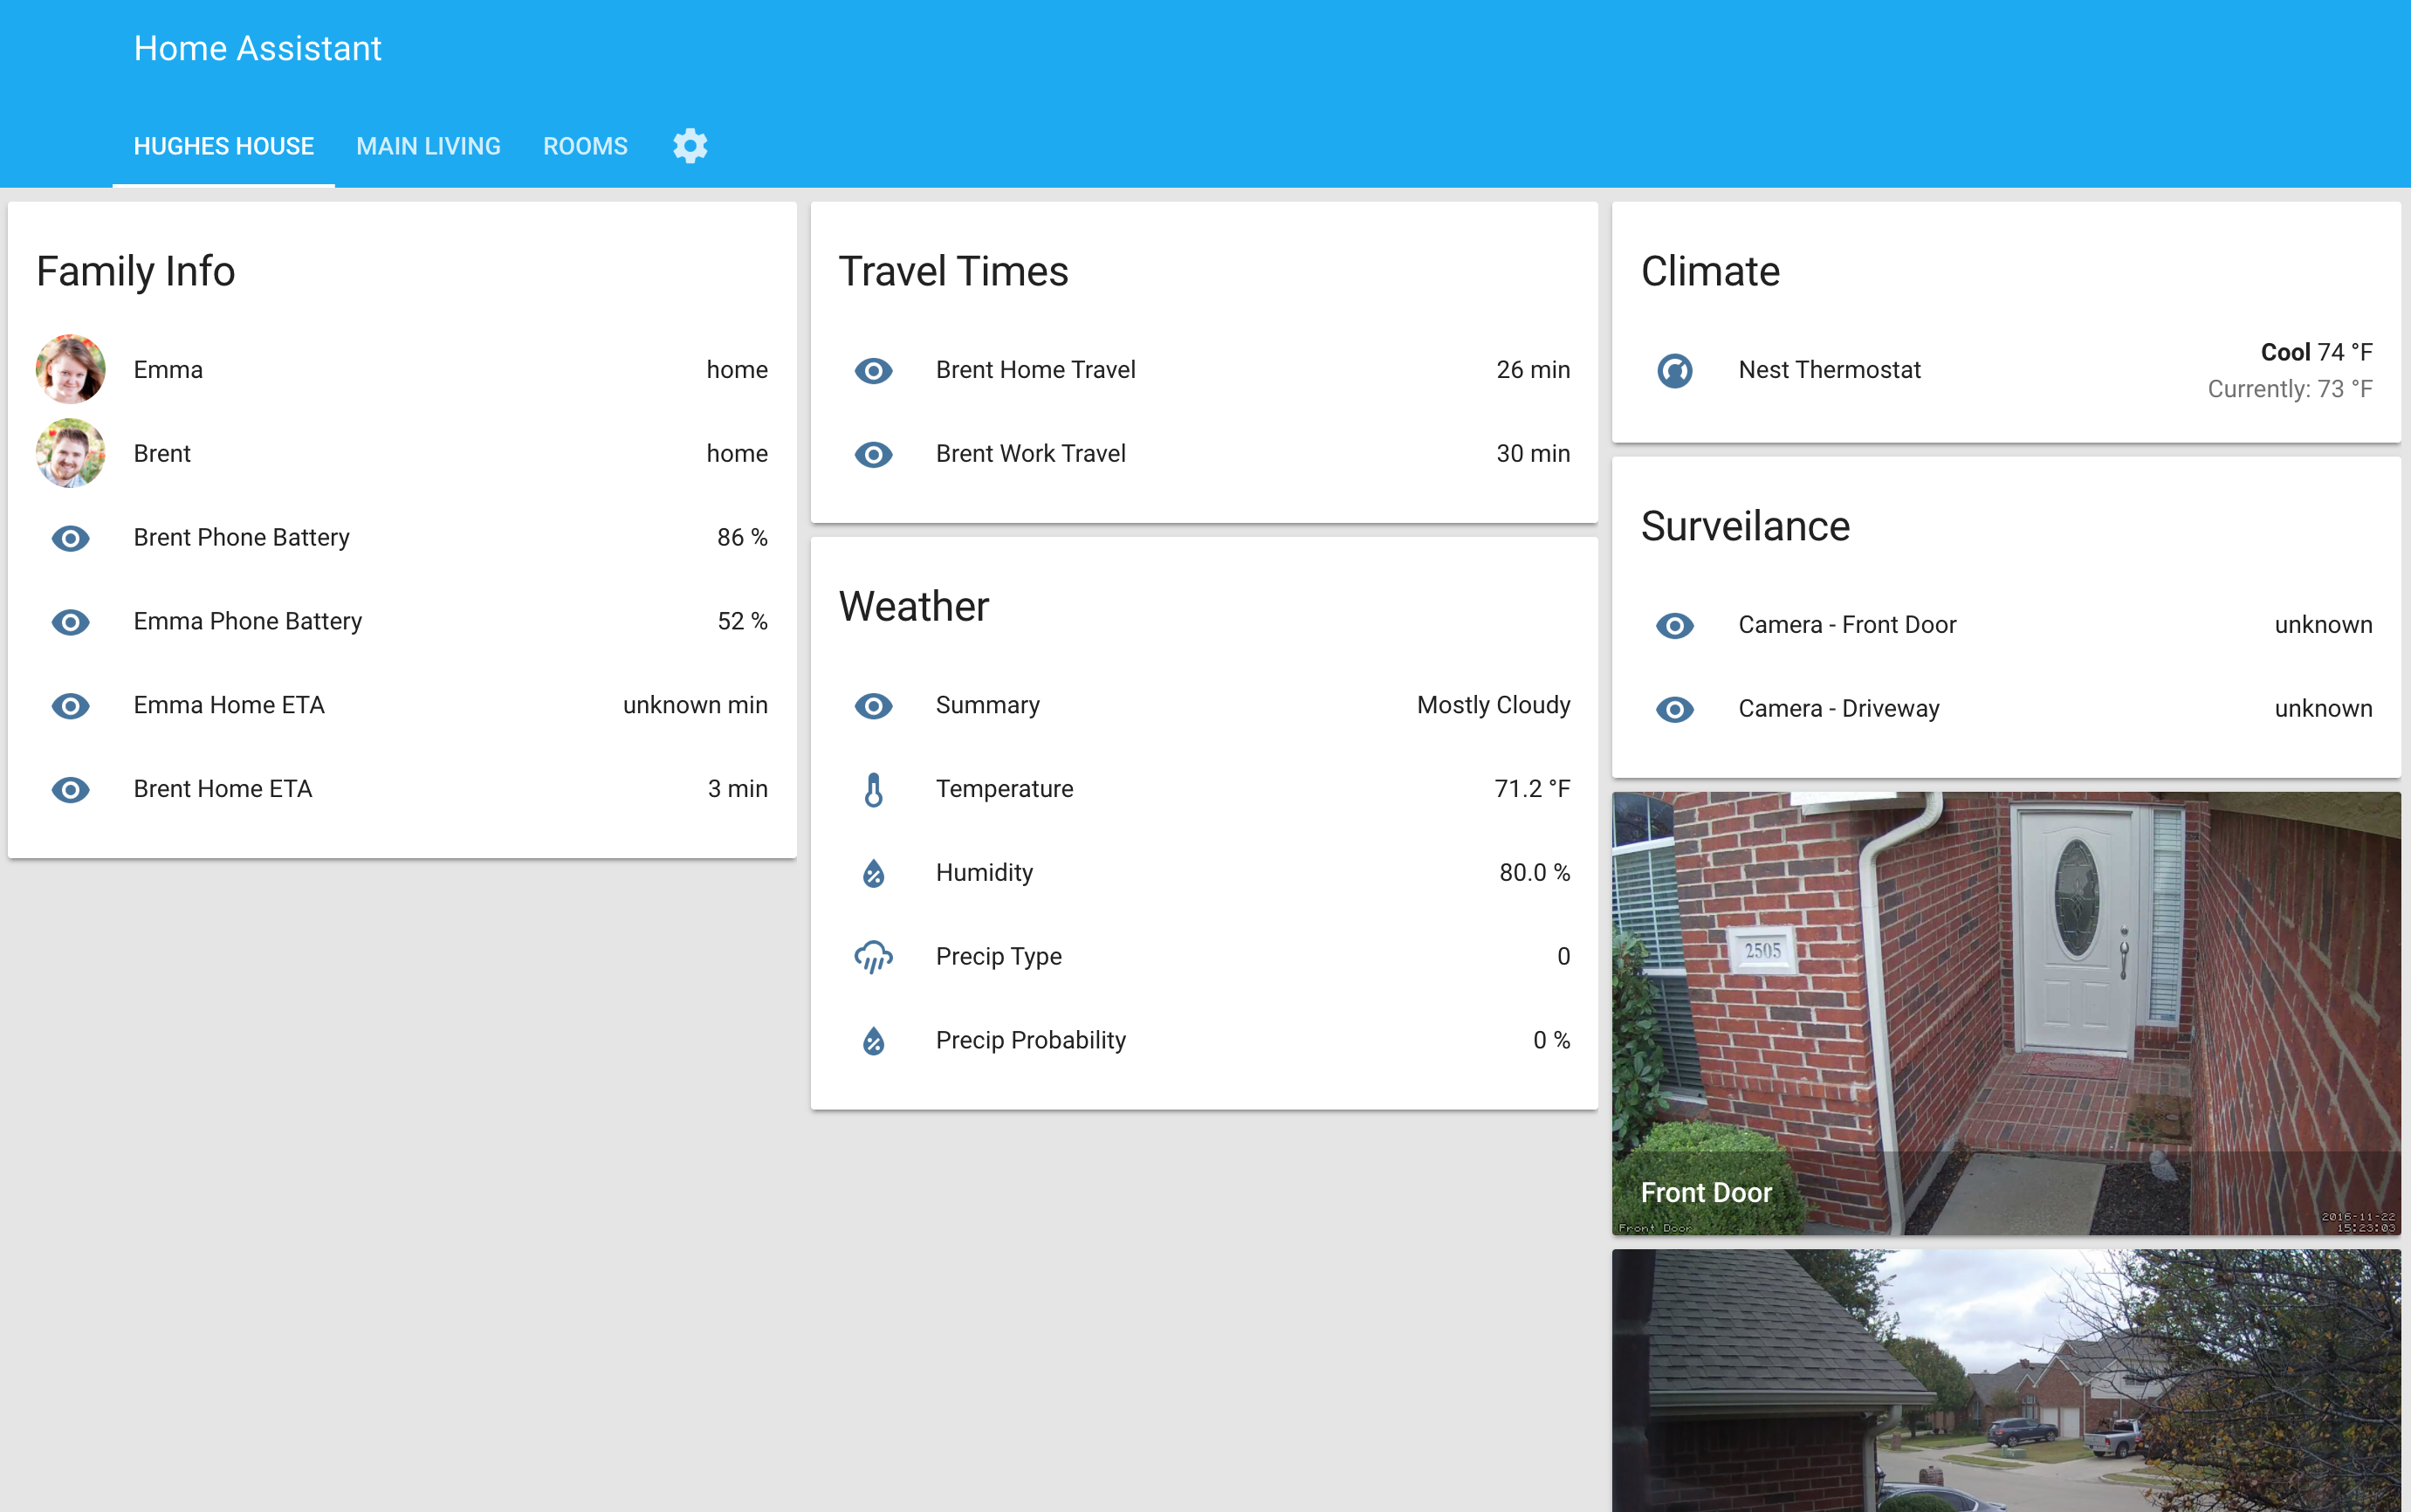 Home Assistant
HUGHES HOUSE MAIN LIVING ROOMS
Family Info
Emma home
Brent home
Brent Phone Battery 86 %
Emma Phone Battery 52 %
Emma Home ETA unknown min
Brent Home ETA 3 min
Travel Times
Brent Home Travel 26 min
Brent Work Travel 30 min
Weather
Summary Mostly Cloudy
Temperature 71.2 °F
Humidity 80.0 %
Precip Type 0
Precip Probability 0 %
Climate
Nest Thermostat Cool 74 °F
Currently: 73 °F
Surveilance
Camera - Front Door unknown
Camera - Driveway unknown
2505
Front Door
Front Door
2016-11-22
15:23:03